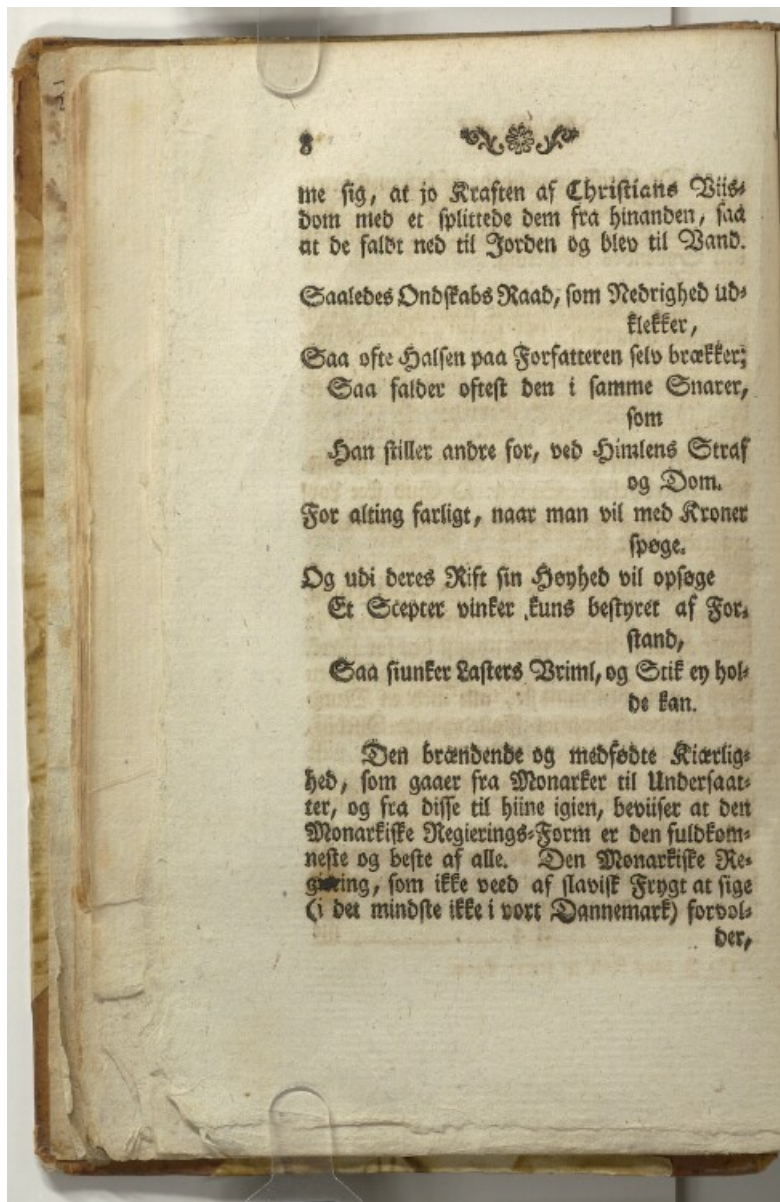 8
me sig, at jo Kraften af Christians Viis-
dom med et splittede dem fra hinanden, saa
at de faldt ned til Jorden og blev til Vand.
Saaledes Ondskabs Raad, som Nedrighed ud-
klekker,
Saa ofte Halsen paa Forfatteren selv brækker;
Saa falder oftest den i samme Snarer,
som
Han stiller andre for, ved Himlens Straf
og Dom.
For alting farligt, naar man vil med Kroner
spøge.
Og udi deres Rift sin Høyhed vil opsøge
Et Scepter vinker kuns bestyret af For-
stand,
Saa siunker Lasters Vriml, og Stik ey hol-
de kan.
Den brændende og medfødte Kiærlig-
hed, som gaaer fra Monarker til Undersaat-
ter, og fra disse til hiine igien, beviiser at den
Monarkiske Regierings-Form er den fuldkom-
neste og beste af alle. Den Monarkiske Re-
giering, som ikke veed af slavisk Frygt at sige
(i det mindste ikke i vort Dannemark) forvol-
der,